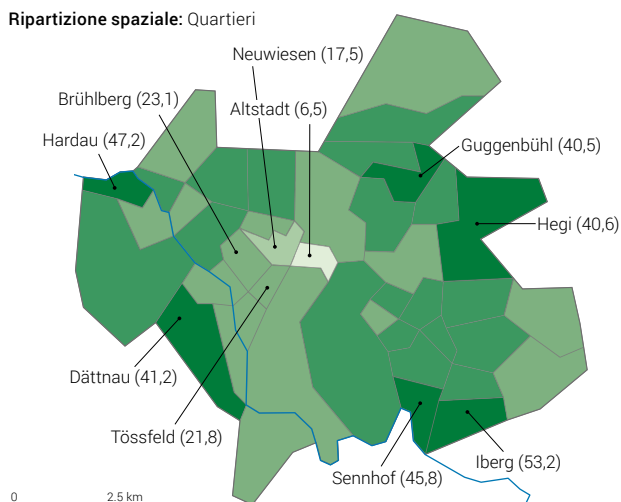 Ripartizione spaziale: Quartieri
Neuwiesen (17,5)
Brühlberg (23,1)
Altstadt (6,5)
Hardau (47,2)
Guggenbühl (40,5)
Hegi (40,6)
Dättnau (41,2)
Tössfeld (21,8)
Iberg (53,2)
Sennhof (45,8)
0 2.5 km